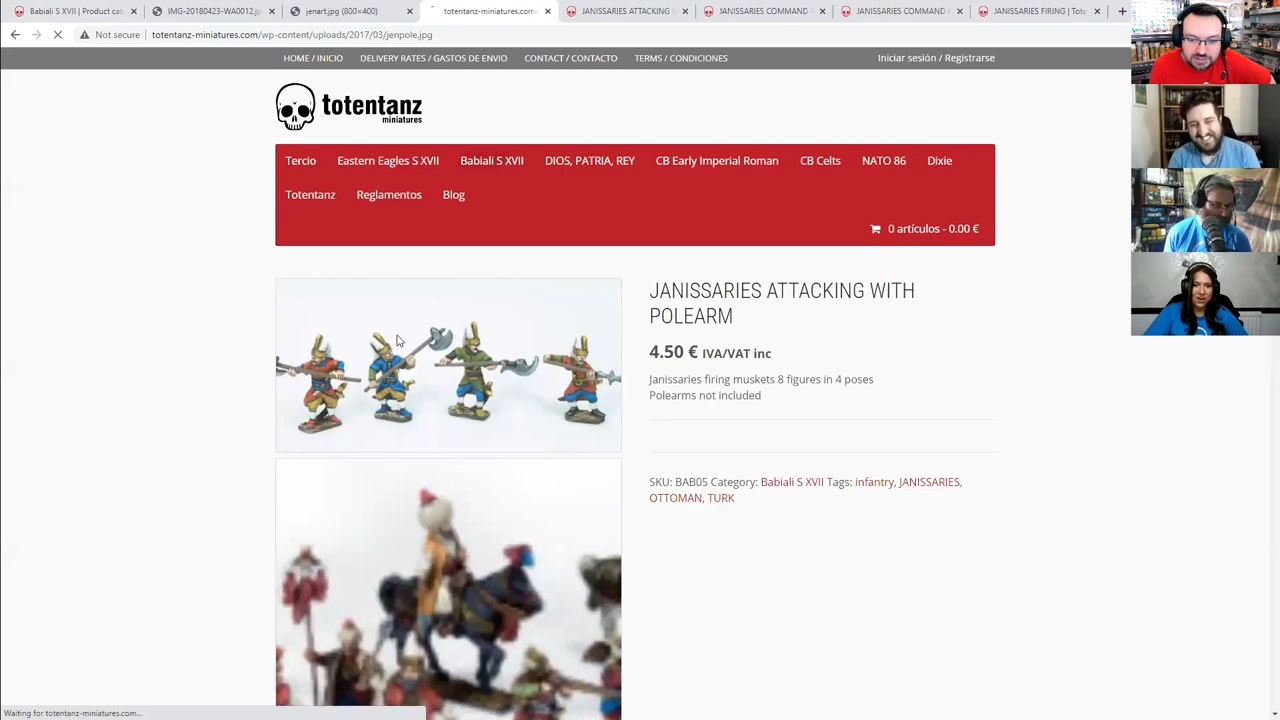 Babiali S XVII | Product cat
IMG-20180423-WA0012.jp
jenart.jpg (800×400)
totentanz-miniatures.com
JANISSARIES ATTACKING
JANISSARIES COMMAND
JANISSARIES COMMAND
JANISSARIES FIRING | Tote
Not secure
totentanz-miniatures.com/wp-content/uploads/2017/03/jenpole.jpg
HOME / INICIO DELIVERY RATES / GASTOS DE ENVIO CONTACT / CONTACTO TERMS / CONDICIONES Iniciar sesión / Registrarse
totentanz
miniatures
Tercio Eastern Eagles S XVII Babiali S XVII DIOS, PATRIA, REY CB Early Imperial Roman CB Celts NATO 86 Dixie
Totentanz Reglamentos Blog
0 artículos - 0.00 €
JANISSARIES ATTACKING WITH
POLEARM
4.50 € IVA/VAT inc
Janissaries firing muskets 8 figures in 4 poses
Polearms not included
SKU: BAB05 Category: Babiali S XVII Tags: infantry, JANISSARIES,
OTTOMAN, TURK
Waiting for totentanz-miniatures.com...